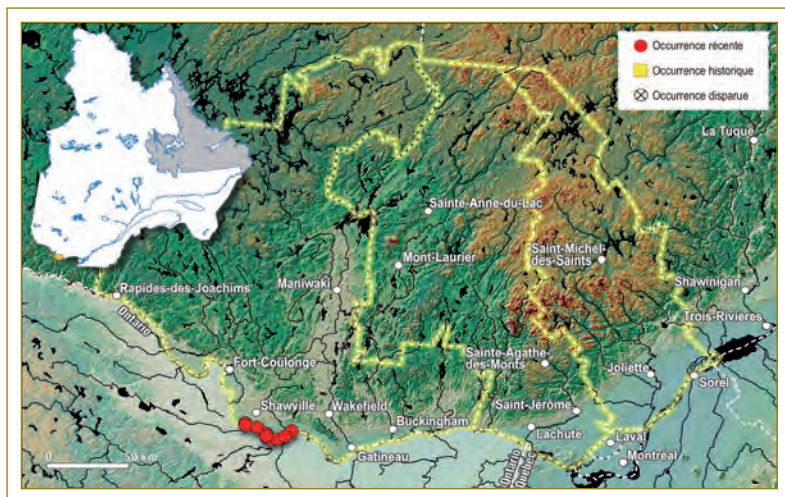 Occurrence récente
Occurrence historique
Occurrence disparue
La Tuque
Sainte-Anne-du-Lac
Mont-Laurier
Saint-Michel
des-Saints
Maniwaki
Rapides-des-Joachims
Shawinigan
Ontario
Trois-Rivières
Fort-Coulonge
Sainte-Agathe
des-Monts
Joliette
Sorel
Shawville
Wakefield
Buckingham
Saint-Jérôme
Lachute
Laval
Gatineau
Montréal
Ontario
Québec
0 50 km